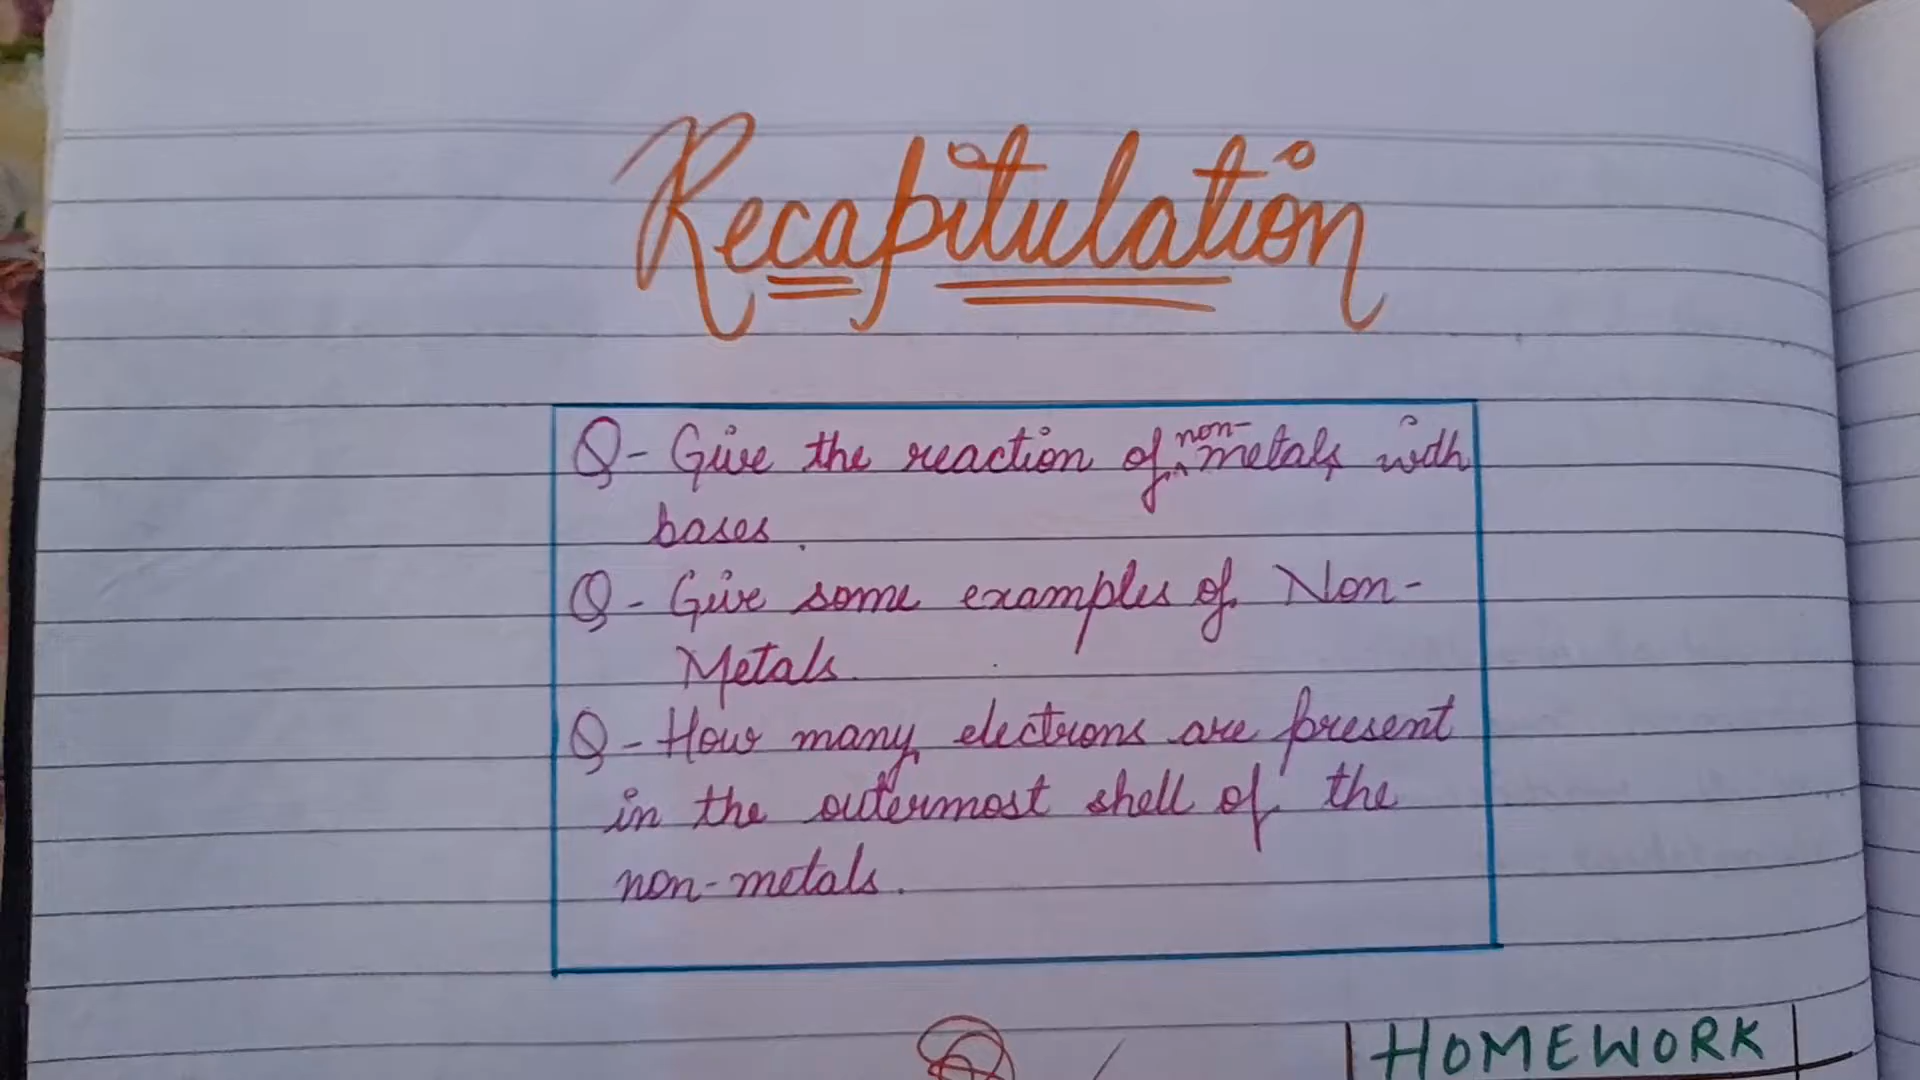 Recapitulation
Q- Give the reaction of non-metals with
bases.
Q- Give some examples of Non-
Metals.
Q- How many electrons are present
in the outermost shell of the
non-metals.
HOMEWORK